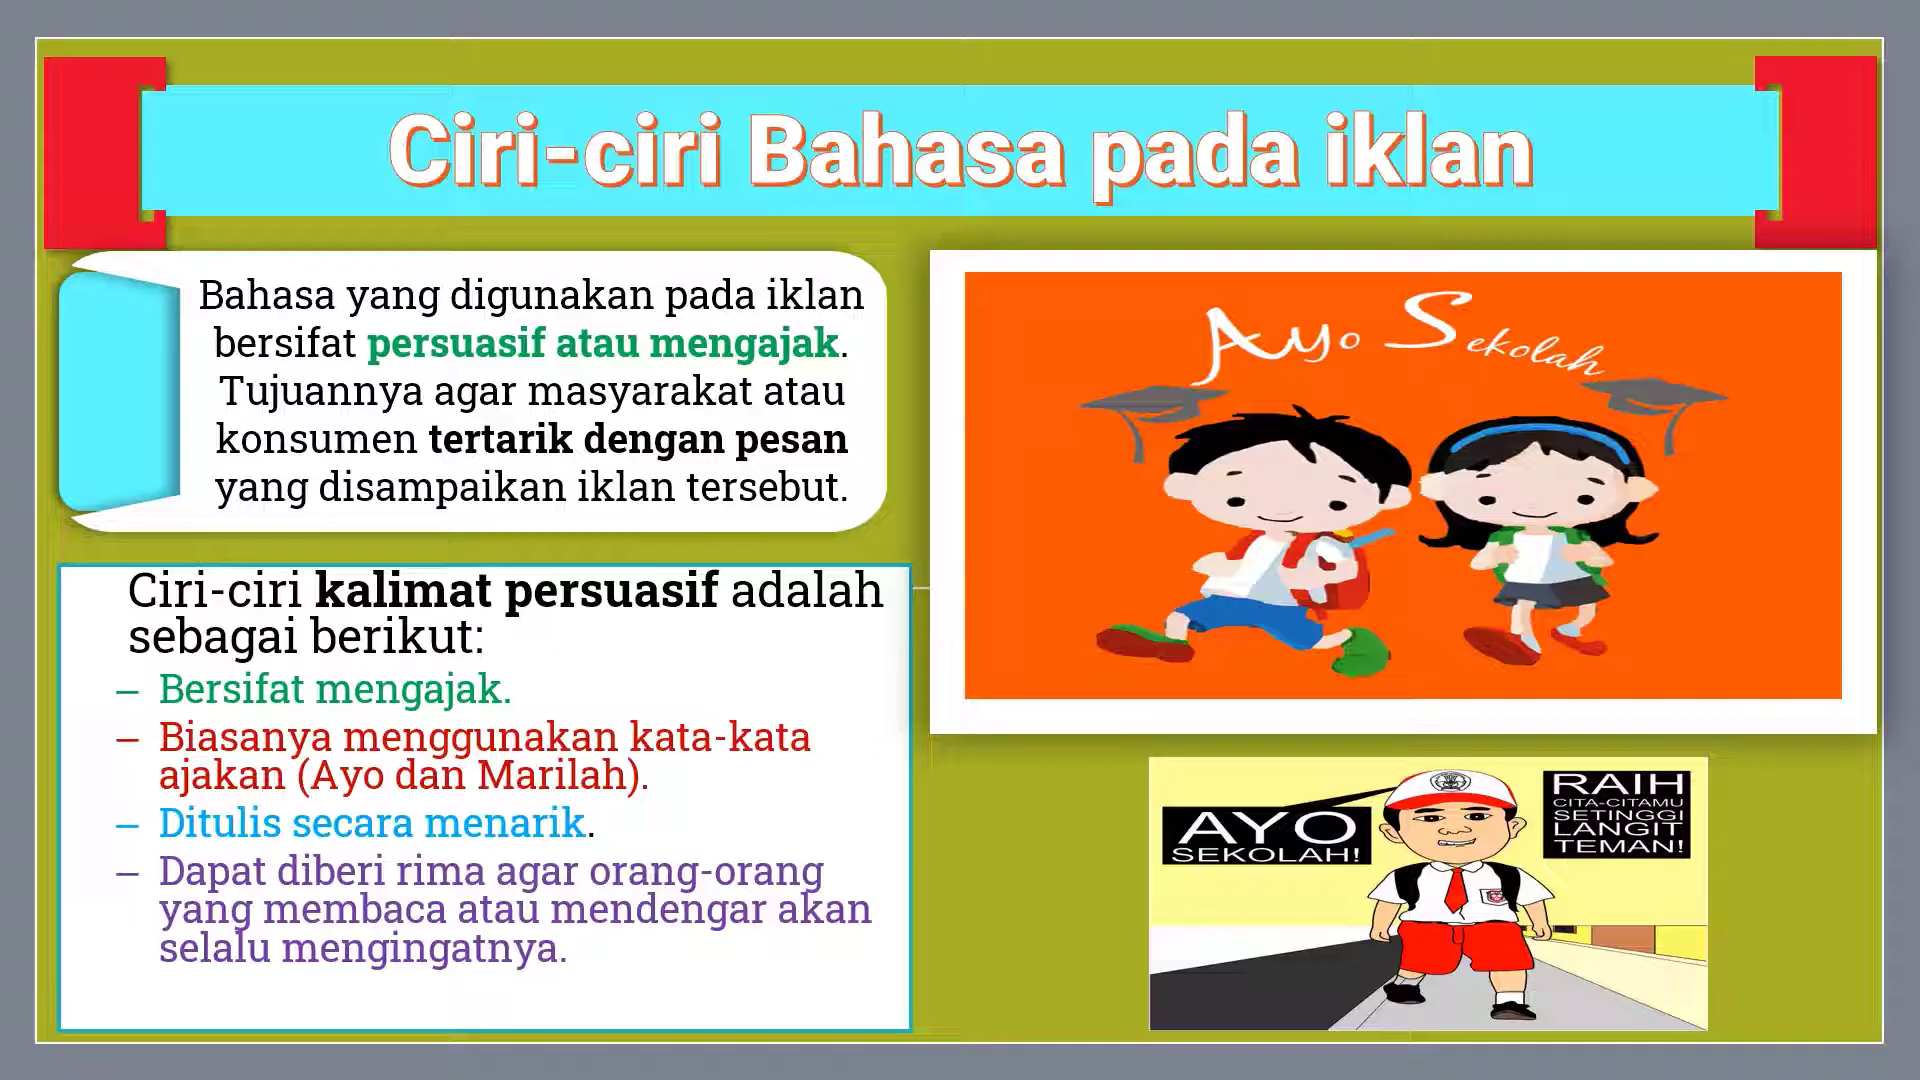 Ciri-ciri Bahasa pada iklan
Bahasa yang digunakan pada iklan
bersifat persuasif atau mengajak.
Tujuannya agar masyarakat atau
konsumen tertarik dengan pesan
yang disampaikan iklan tersebut.
Ciri-ciri kalimat persuasif adalah
sebagai berikut:
– Bersifat mengajak.
– Biasanya menggunakan kata-kata
ajakan (Ayo dan Marilah).
– Ditulis secara menarik.
– Dapat diberi rima agar orang-orang
yang membaca atau mendengar akan
selalu mengingatnya.
Ayo Sekolah
AYO
SEKOLAH!
RAIH
CITA-CITAMU
SETINGGI
LANGIT
TEMAN!